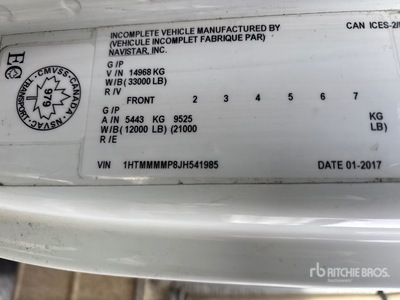 INCOMPLETE VEHICLE MANUFACTURED BY
(VEHICULE INCOMPLET FABRIQUE PAR)
NAVISTAR, INC.
CAN ICES-2/
G /P
V /N 14968 KG
W/B( 33000 LB)
R /V
FRONT 2 3 4 5 6 7
G /P
A /N 5443 KG 9525 KG
W/B( 12000 LB) (21000 LB)
R /E
VIN 1HTMMMMP8JH541985 DATE 01-2017
TRANSPORT CMVSS-CANADA-NSVAC
979
rb RITCHIE BROS.